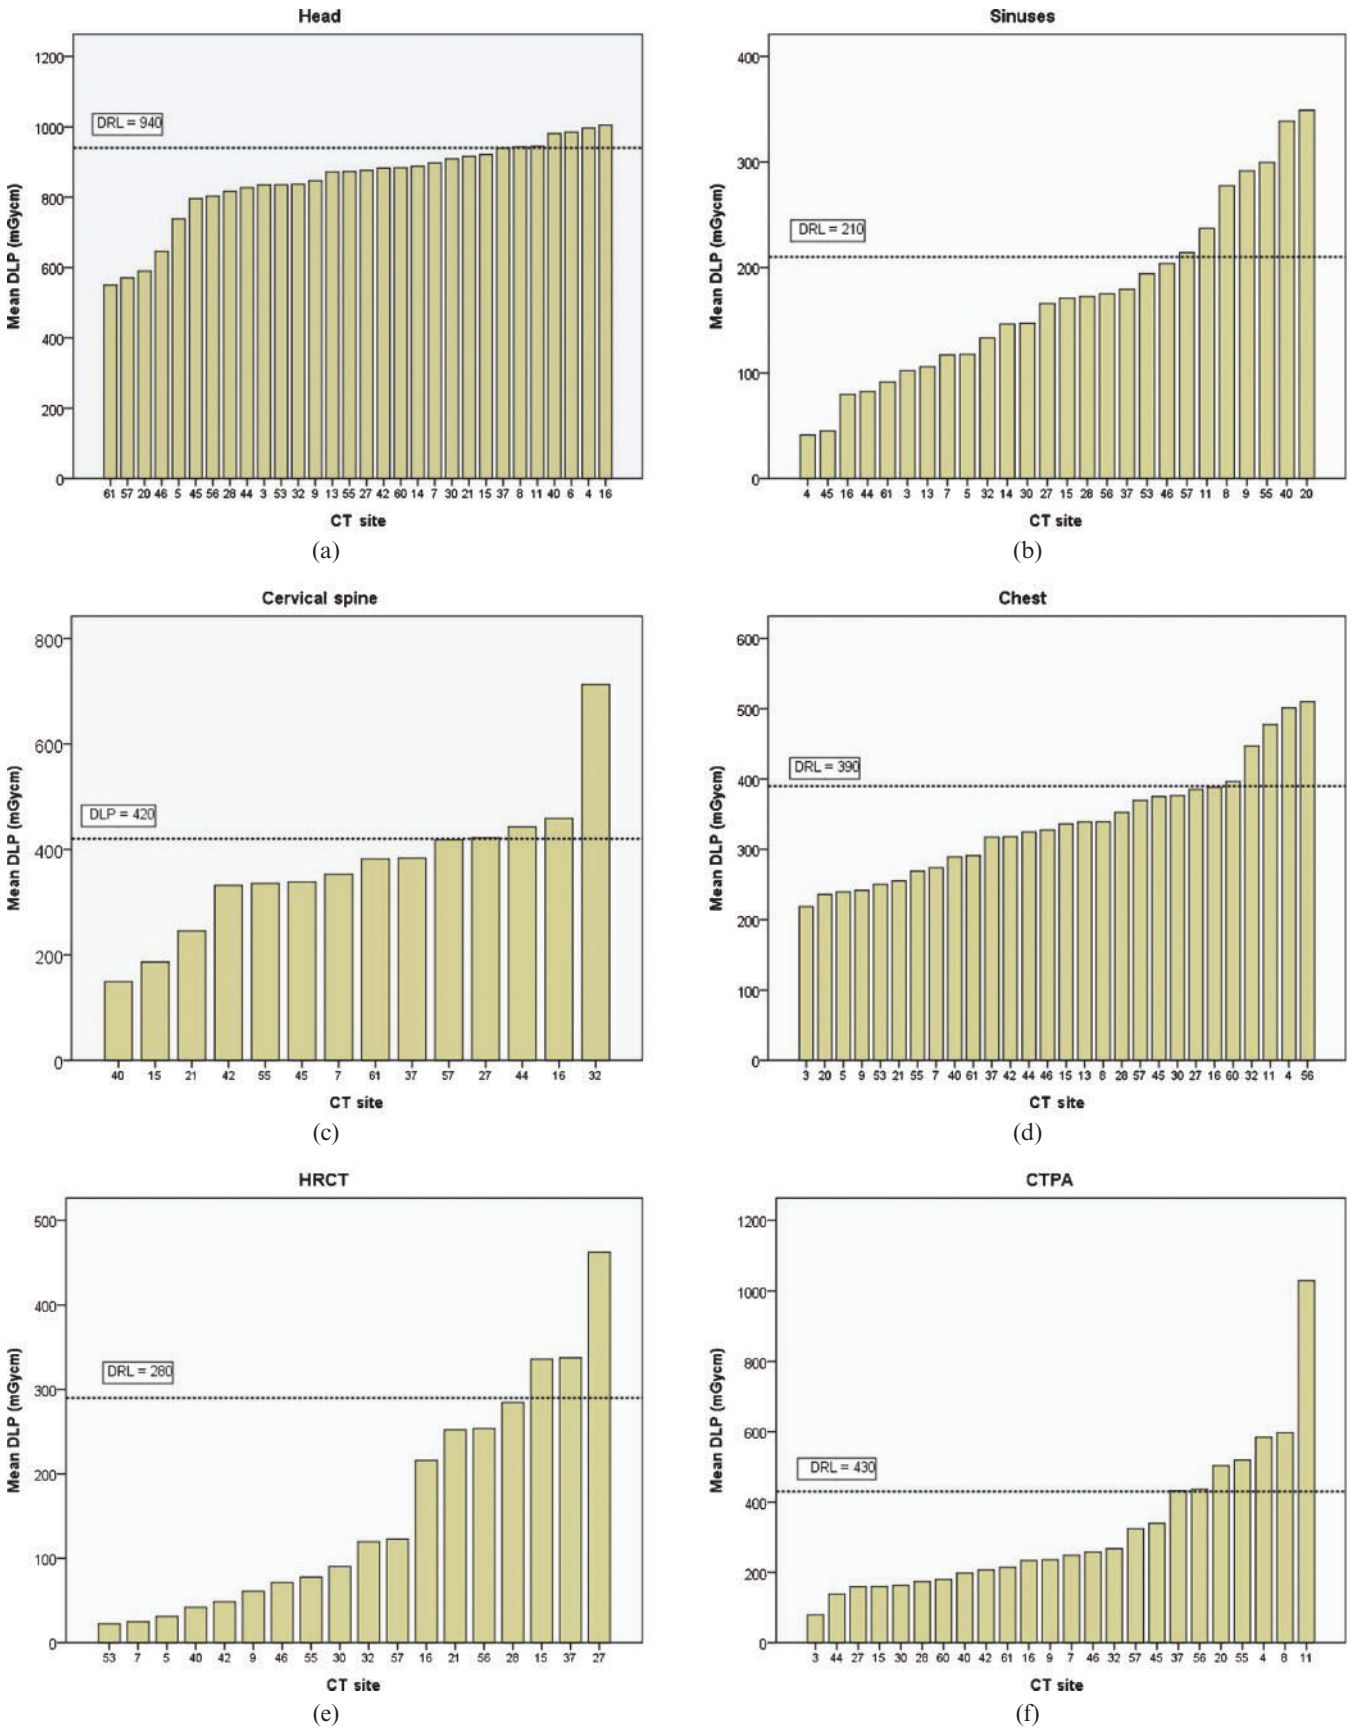 Head
1200
1000
800
600
400
200
0
DRL = 940
Mean DLP (mGycm)
61 57 20 46 5 45 56 28 44 3 53 32 9 13 55 27 42 60 14 7 30 21 15 37 8 11 40 6 4 16
CT site
(a)
Sinuses
400
300
200
100
0
DRL = 210
Mean DLP (mGycm)
4 45 16 44 61 3 13 7 5 32 14 30 27 15 28 56 37 53 46 57 11 8 9 55 40 20
CT site
(b)
Cervical spine
800
600
400
200
0
DLP = 420
Mean DLP (mGycm)
40 15 21 42 55 45 7 61 37 57 27 44 16 32
CT site
(c)
Chest
600
500
400
300
200
100
0
DRL = 390
Mean DLP (mGycm)
3 20 5 9 53 21 55 7 40 61 37 42 44 46 15 13 8 28 57 45 30 27 16 60 32 11 4 56
CT site
(d)
HRCT
500
400
300
200
100
0
DRL = 280
Mean DLP (mGycm)
53 7 5 40 42 9 46 55 30 32 57 16 21 56 28 15 37 27
CT site
(e)
CTPA
1200
1000
800
600
400
200
0
DRL = 430
Mean DLP (mGycm)
3 44 27 15 30 28 60 40 42 61 16 9 7 46 32 57 45 37 56 20 55 4 8 11
CT site
(f)